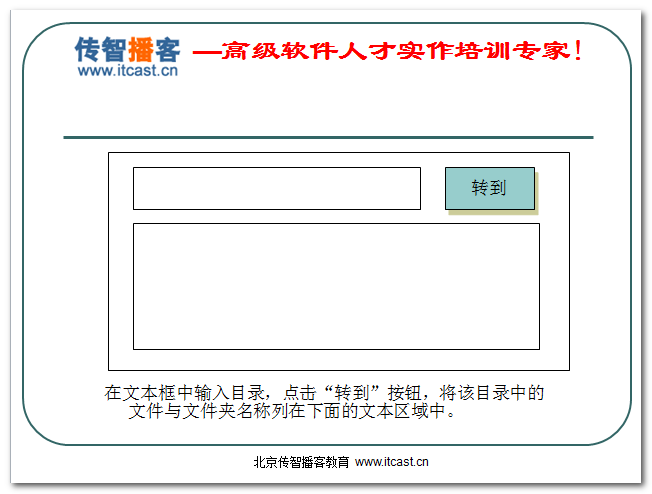 传智播客 —高级软件人才实作培训专家!
www.itcast.cn
转到
在文本框中输入目录，点击“转到”按钮，将该目录中的
文件与文件夹名称列在下面的文本区域中。
北京传智播客教育 www.itcast.cn